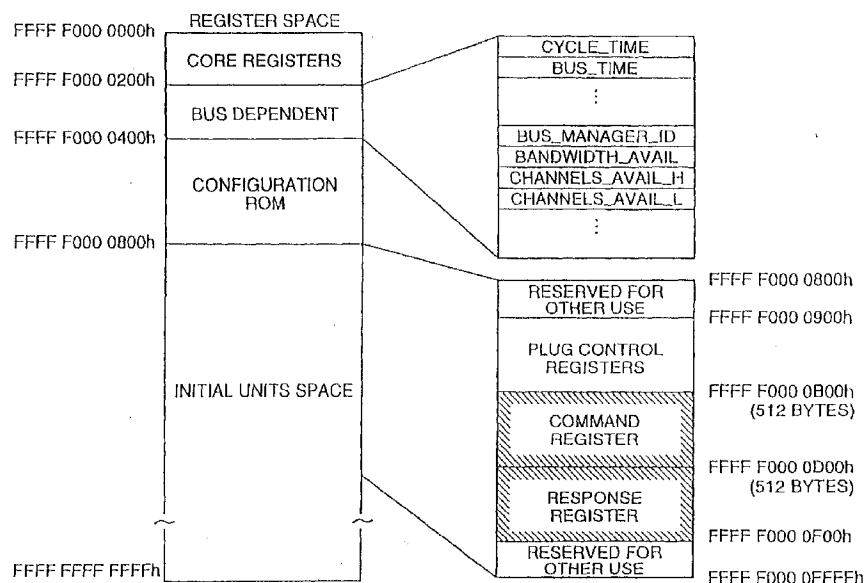 REGISTER SPACE
FFFF F000 0000h
CORE REGISTERS
FFFF F000 0200h
BUS DEPENDENT
FFFF F000 0400h
CONFIGURATION
ROM
FFFF F000 0800h
INITIAL UNITS SPACE
FFFF FFFF FFFFh
CYCLE_TIME
BUS_TIME
⋮
BUS_MANAGER_ID
BANDWIDTH_AVAIL
CHANNELS_AVAIL_H
CHANNELS_AVAIL_L
⋮
FFFF F000 0800h
RESERVED FOR
OTHER USE
FFFF F000 0900h
PLUG CONTROL
REGISTERS
FFFF F000 0B00h
(512 BYTES)
COMMAND
REGISTER
FFFF F000 0D00h
(512 BYTES)
RESPONSE
REGISTER
FFFF F000 0F00h
RESERVED FOR
OTHER USE
FFFF F000 0FFFFh